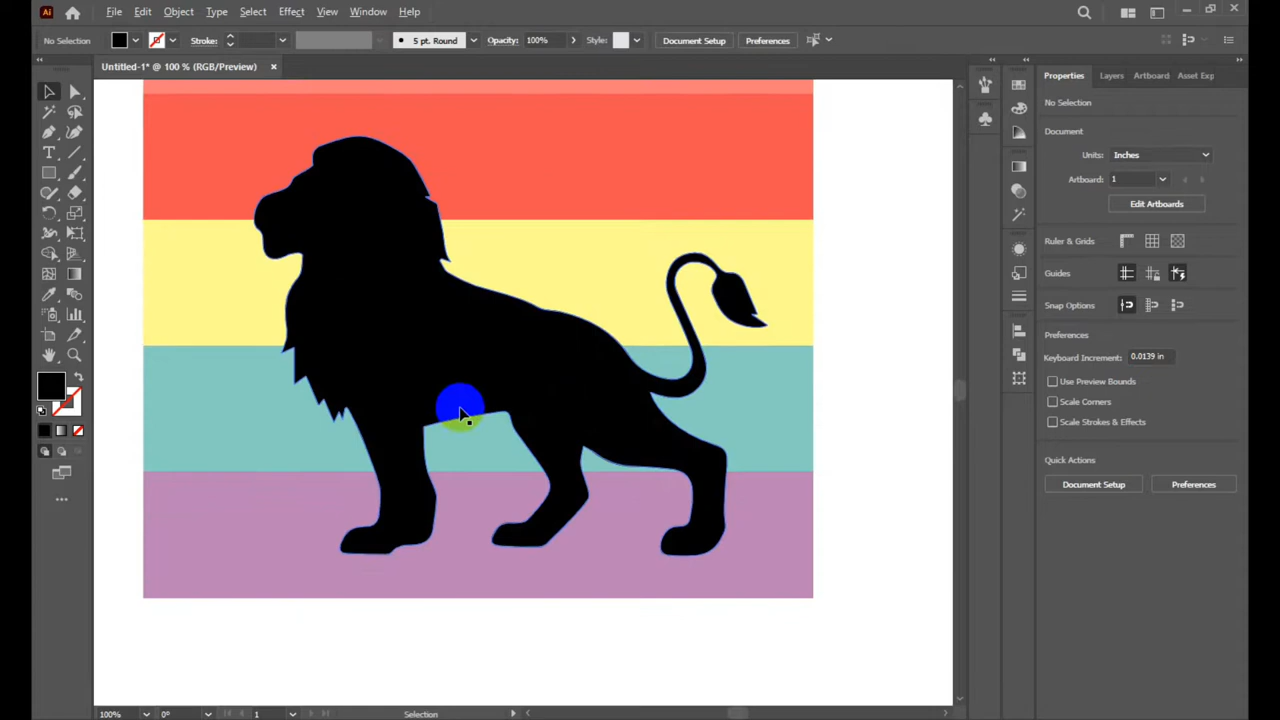 Ai File Edit Object Type Select Effect View Window Help
No Selection Stroke: 5 pt. Round Opacity: 100% Style: Document Setup Preferences
Untitled-1* @ 100 % (RGB/Preview) ×
Properties Layers Artboard Asset Exp
No Selection
Document
Units: Inches
Artboard: 1
Edit Artboards
Ruler & Grids
Guides
Snap Options
Preferences
Keyboard Increment: 0.0139 in
Use Preview Bounds
Scale Corners
Scale Strokes & Effects
Quick Actions
Document Setup Preferences
100% 0° 1 Selection